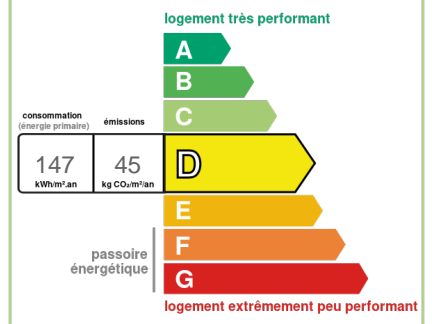 logement très performant
A
B
C
consommation
(énergie primaire)
émissions
147
kWh/m².an
45
kg CO₂/m²/an
D
E
F
G
passoire
énergétique
logement extrêmement peu performant